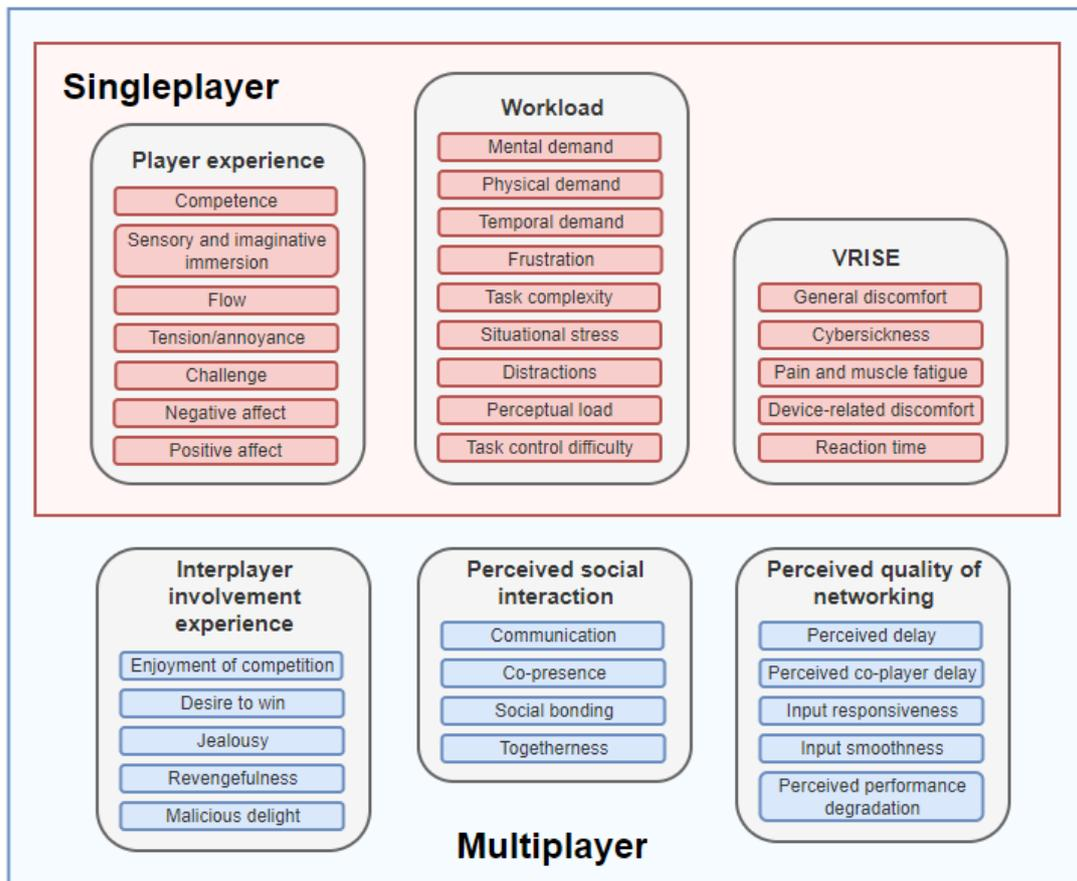 Singleplayer
Player experience
Competence
Sensory and imaginative
immersion
Flow
Tension/annoyance
Challenge
Negative affect
Positive affect
Workload
Mental demand
Physical demand
Temporal demand
Frustration
Task complexity
Situational stress
Distractions
Perceptual load
Task control difficulty
VRISE
General discomfort
Cybersickness
Pain and muscle fatigue
Device-related discomfort
Reaction time
Interplayer
involvement
experience
Enjoyment of competition
Desire to win
Jealousy
Revengefulness
Malicious delight
Perceived social
interaction
Communication
Co-presence
Social bonding
Togetherness
Perceived quality of
networking
Perceived delay
Perceived co-player delay
Input responsiveness
Input smoothness
Perceived performance
degradation
Multiplayer